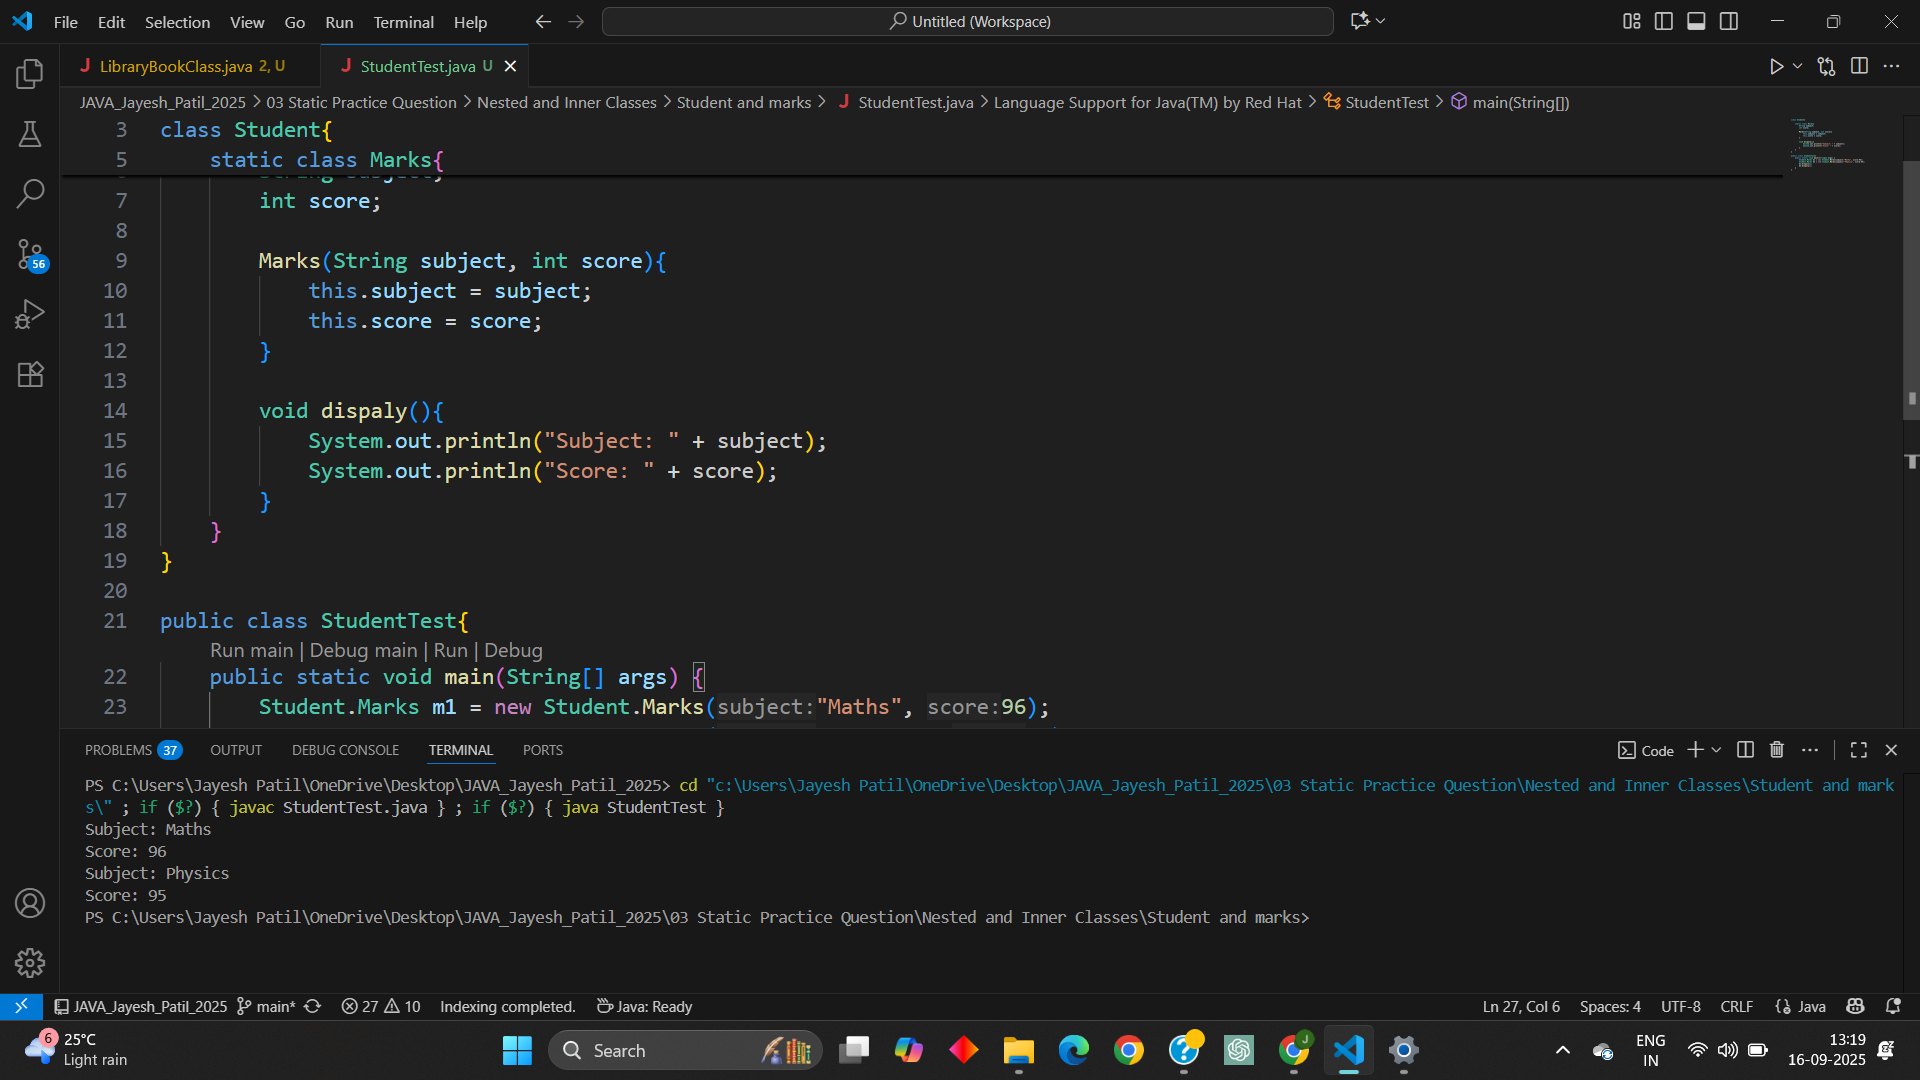 File Edit Selection View Go Run Terminal Help Untitled (Workspace)
J LibraryBookClass.java 2, U J StudentTest.java U
JAVA_Jayesh_Patil_2025 > 03 Static Practice Question > Nested and Inner Classes > Student and marks > J StudentTest.java > Language Support for Java(TM) by Red Hat > StudentTest > main(String[])
3 class Student{
5 static class Marks{
7 int score;
8
9 Marks(String subject, int score){
10 this.subject = subject;
11 this.score = score;
12 }
13
14 void dispaly(){
15 System.out.println("Subject: " + subject);
16 System.out.println("Score: " + score);
17 }
18 }
19 }
20
21 public class StudentTest{
Run main | Debug main | Run | Debug
22 public static void main(String[] args) {
23 Student.Marks m1 = new Student.Marks(subject:"Maths", score:96);
PROBLEMS 37 OUTPUT DEBUG CONSOLE TERMINAL PORTS Code
PS C:\Users\Jayesh Patil\OneDrive\Desktop\JAVA_Jayesh_Patil_2025> cd "c:\Users\Jayesh Patil\OneDrive\Desktop\JAVA_Jayesh_Patil_2025\03 Static Practice Question\Nested and Inner Classes\Student and mark
s\" ; if ($?) { javac StudentTest.java } ; if ($?) { java StudentTest }
Subject: Maths
Score: 96
Subject: Physics
Score: 95
PS C:\Users\Jayesh Patil\OneDrive\Desktop\JAVA_Jayesh_Patil_2025\03 Static Practice Question\Nested and Inner Classes\Student and marks>
56
JAVA_Jayesh_Patil_2025 main* 27 10 Indexing completed. Java: Ready Ln 27, Col 6 Spaces: 4 UTF-8 CRLF Java
6 25°C
Light rain
Search
J
ENG
IN
13:19
16-09-2025